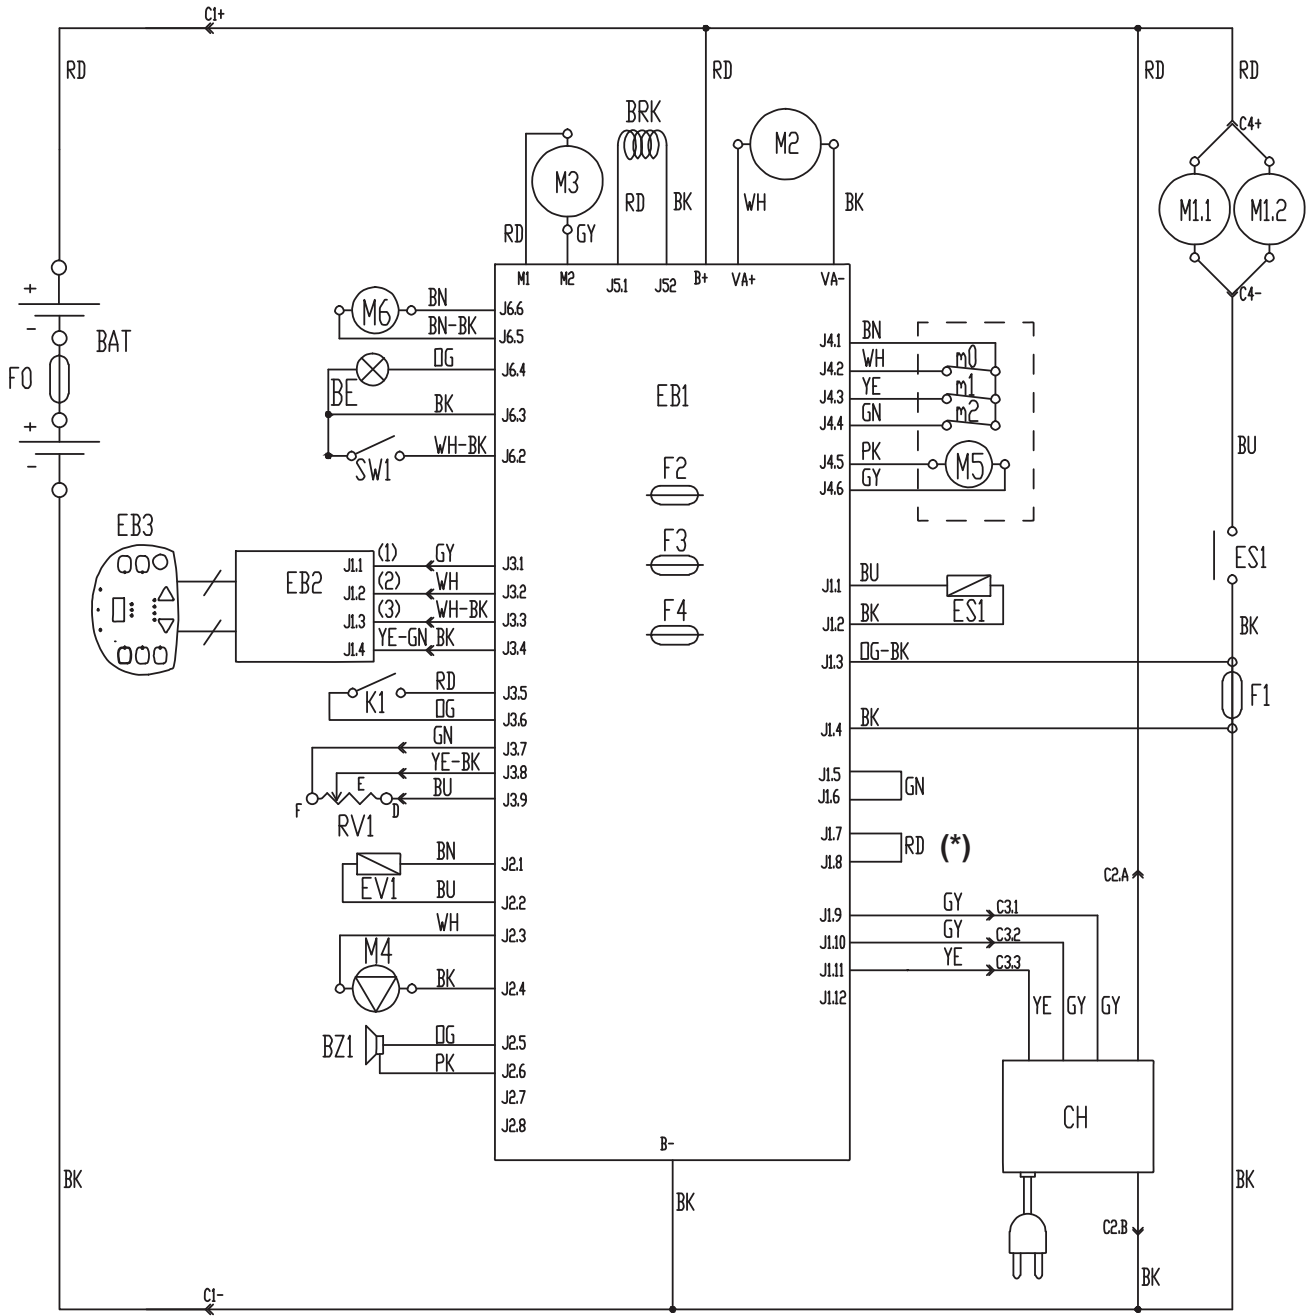 C1+
RD
RD
RD
RD
C4+
BRK
M2
M3
M1.1
M1.2
RD
GY
RD
BK
WH
BK
C4-
M1
M2
J5.1
J52
B+
VA+
VA-
+
-
BAT
F0
+
-
M6
BN
J6.6
BN-BK
J6.5
OG
J6.4
BE
BK
J6.3
WH-BK
J6.2
SW1
EB1
F2
F3
F4
J4.1
BN
J4.2
WH
m0
J4.3
YE
m1
J4.4
GN
m2
J4.5
PK
M5
J4.6
GY
BU
ES1
EB3
EB2
J1.1
(1)
GY
J3.1
J1.2
(2)
WH
J3.2
J1.3
(3)
WH-BK
J3.3
J1.4
YE-GN
BK
J3.4
J1.1
BU
ES1
J1.2
BK
BK
J1.3
OG-BK
F1
J1.4
BK
K1
RD
J3.5
OG
J3.6
GN
J3.7
YE-BK
J3.8
E
BU
J3.9
F
D
RV1
J1.5
GN
J1.6
J1.7
RD (*)
J1.8
BN
J2.1
EV1
BU
J2.2
C2.A
WH
J2.3
M4
BK
J2.4
J1.9
GY
C3.1
J1.10
GY
C3.2
J1.11
YE
C3.3
J1.12
YE
GY
GY
BZ1
OG
J2.5
PK
J2.6
J2.7
J2.8
CH
B-
BK
BK
BK
C2.B
BK
C1-